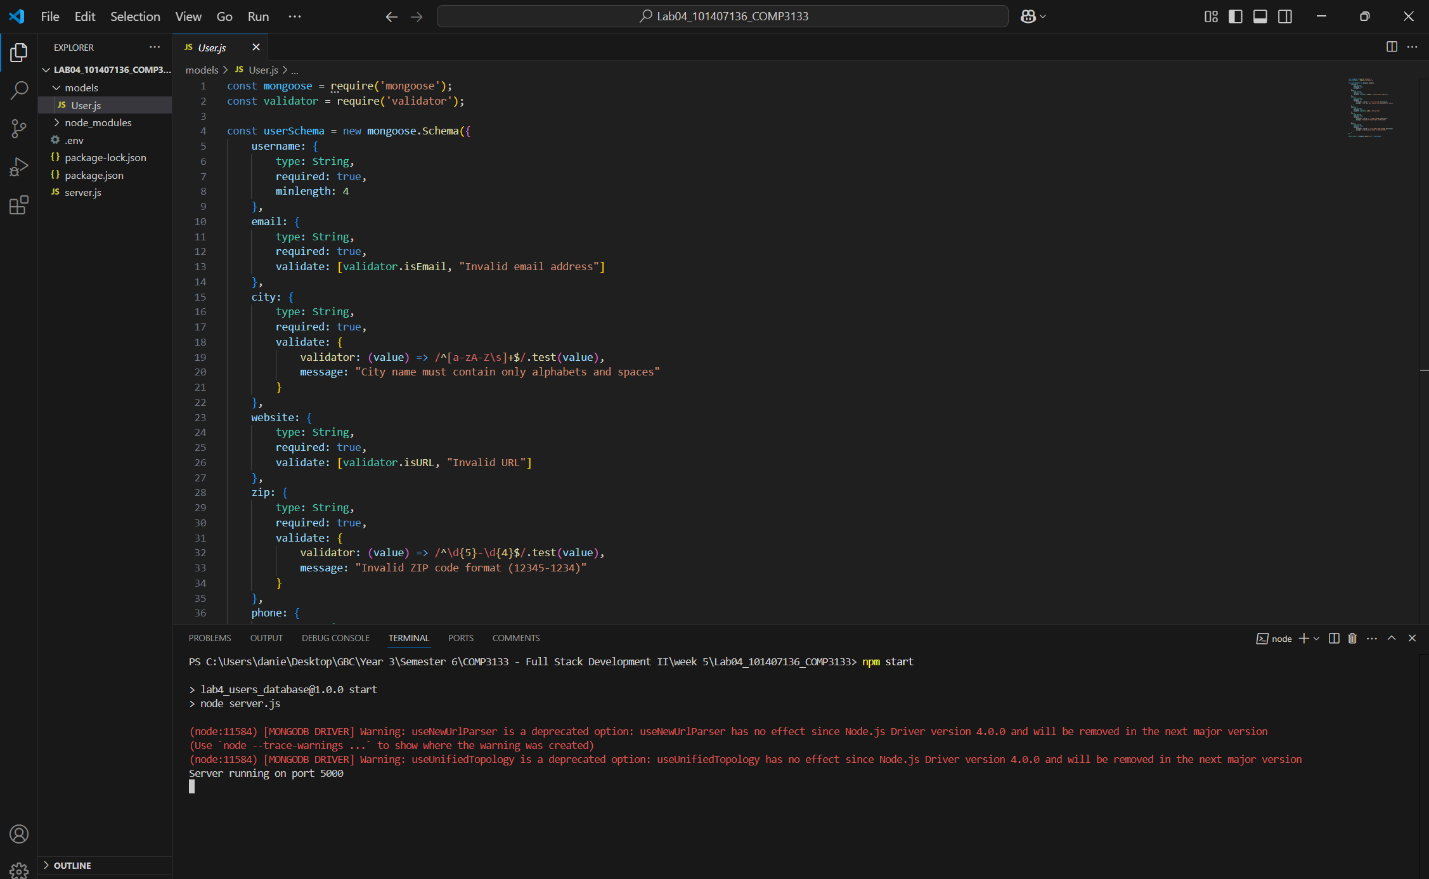 File Edit Selection View Go Run ···
Lab04_101407136_COMP3133
EXPLORER ···
LAB04_101407136_COMP3...
models
JS User.js
node_modules
.env
{} package-lock.json
{} package.json
JS server.js
OUTLINE
JS User.js
models > JS User.js > ...
1 const mongoose = require('mongoose');
2 const validator = require('validator');
3
4 const userSchema = new mongoose.Schema({
5 username: {
6 type: String,
7 required: true,
8 minlength: 4
9 },
10 email: {
11 type: String,
12 required: true,
13 validate: [validator.isEmail, "Invalid email address"]
14 },
15 city: {
16 type: String,
17 required: true,
18 validate: {
19 validator: (value) => /^[a-zA-Z\s]+$/.test(value),
20 message: "City name must contain only alphabets and spaces"
21 }
22 },
23 website: {
24 type: String,
25 required: true,
26 validate: [validator.isURL, "Invalid URL"]
27 },
28 zip: {
29 type: String,
30 required: true,
31 validate: {
32 validator: (value) => /^\d{5}-\d{4}$/.test(value),
33 message: "Invalid ZIP code format (12345-1234)"
34 }
35 },
36 phone: {
PROBLEMS OUTPUT DEBUG CONSOLE TERMINAL PORTS COMMENTS
node
PS C:\Users\danie\Desktop\GBC\Year 3\Semester 6\COMP3133 - Full Stack Development II\week 5\Lab04_101407136_COMP3133> npm start
> lab4_users_database@1.0.0 start
> node server.js
(node:11584) [MONGODB DRIVER] Warning: useNewUrlParser is a deprecated option: useNewUrlParser has no effect since Node.js Driver version 4.0.0 and will be removed in the next major version
(Use `node --trace-warnings ...` to show where the warning was created)
(node:11584) [MONGODB DRIVER] Warning: useUnifiedTopology is a deprecated option: useUnifiedTopology has no effect since Node.js Driver version 4.0.0 and will be removed in the next major version
Server running on port 5000